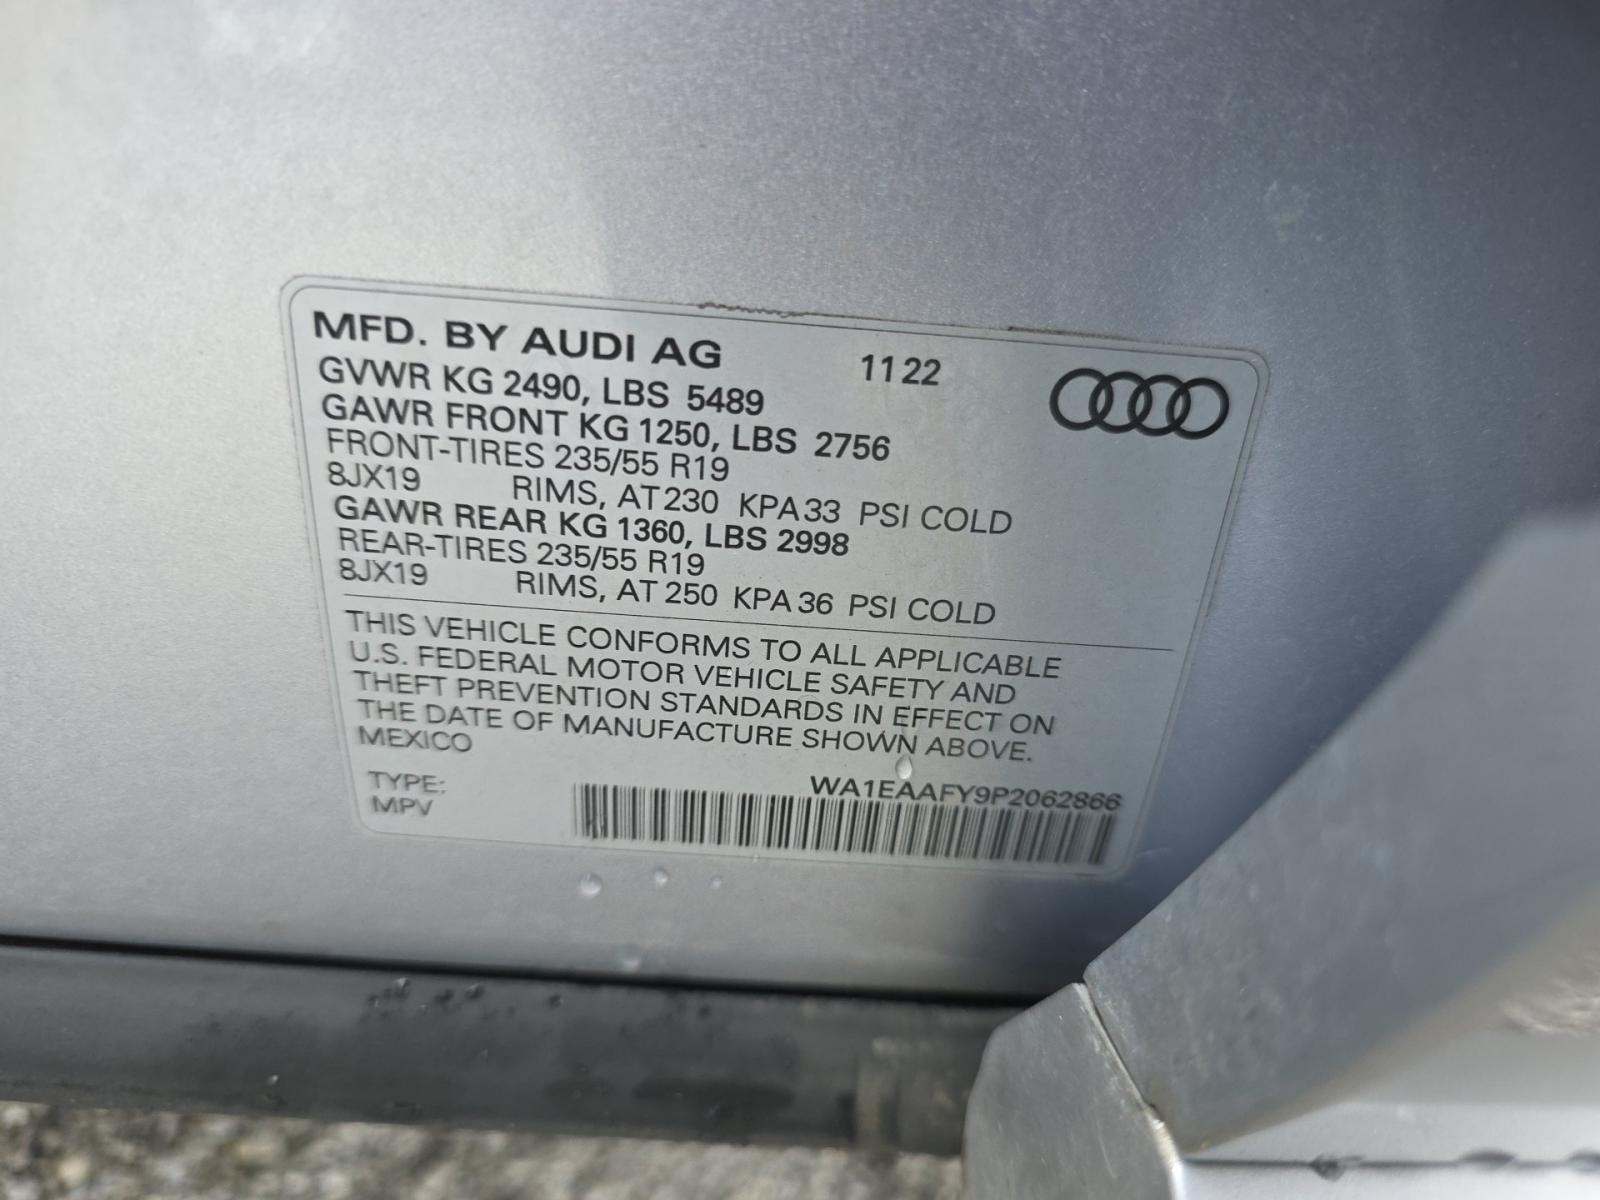 MFD. BY AUDI AG 11 22
GVWR KG 2490, LBS 5489
GAWR FRONT KG 1250, LBS 2756
FRONT-TIRES 235/55 R19
8JX19 RIMS, AT 230 KPA 33 PSI COLD
GAWR REAR KG 1360, LBS 2998
REAR-TIRES 235/55 R19
8JX19 RIMS, AT 250 KPA 36 PSI COLD
THIS VEHICLE CONFORMS TO ALL APPLICABLE
U.S. FEDERAL MOTOR VEHICLE SAFETY AND
THEFT PREVENTION STANDARDS IN EFFECT ON
THE DATE OF MANUFACTURE SHOWN ABOVE.
MEXICO
WA1EAAFY9P2062866
TYPE:
MPV